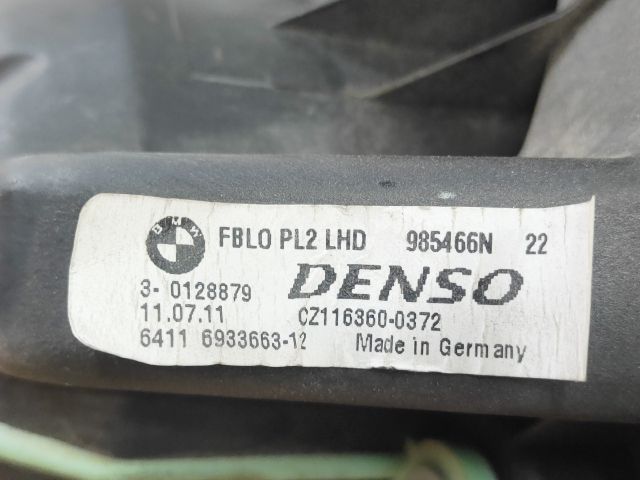 BMW FBLO PL2 LHD 985466N 22
3- 0128879 DENSO
11.07.11 CZ116360-0372
6411 6933663-12 Made in Germany